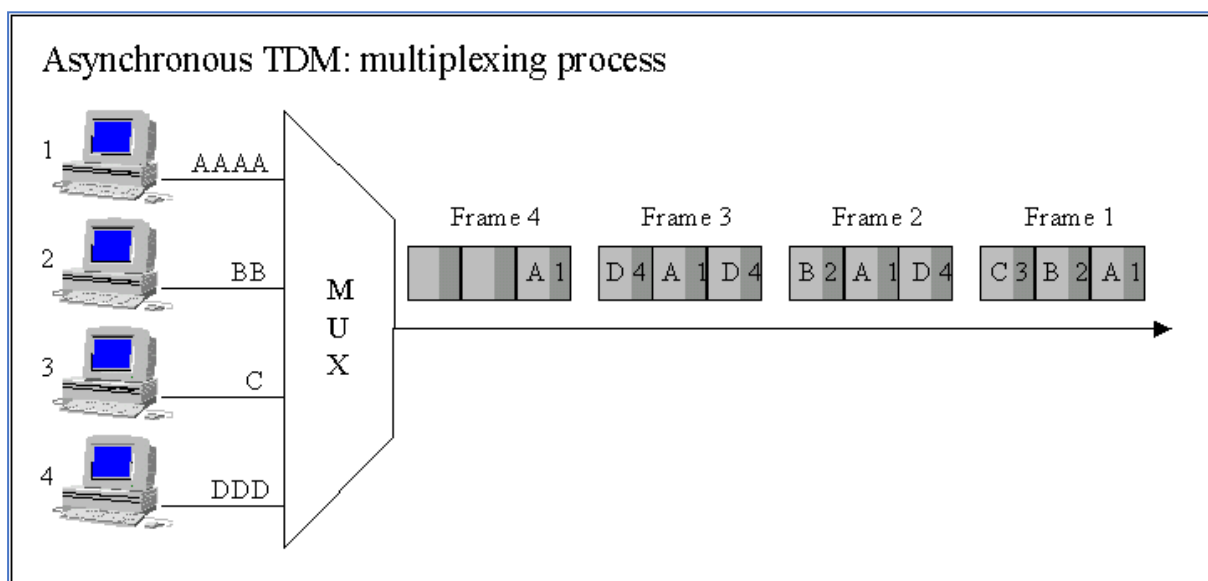 Asynchronous TDM: multiplexing process
1
AAAA
2
BB
3
C
4
DDD
M
U
X
Frame 4
A 1
Frame 3
D 4 A 1 D 4
Frame 2
B 2 A 1 D 4
Frame 1
C 3 B 2 A 1